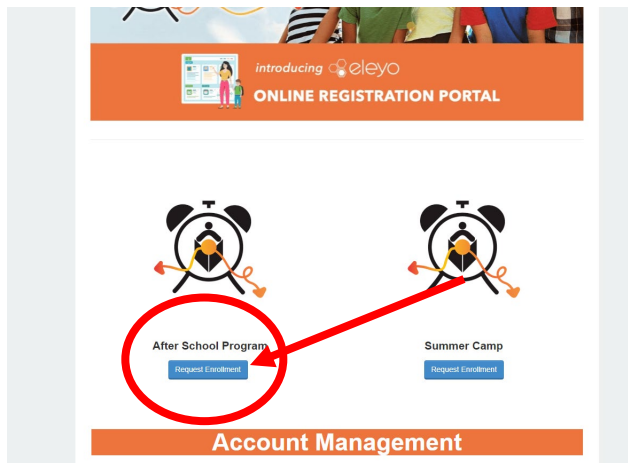 introducing eleyo
ONLINE REGISTRATION PORTAL
After School Program
Request Enrollment
Summer Camp
Request Enrollment
Account Management